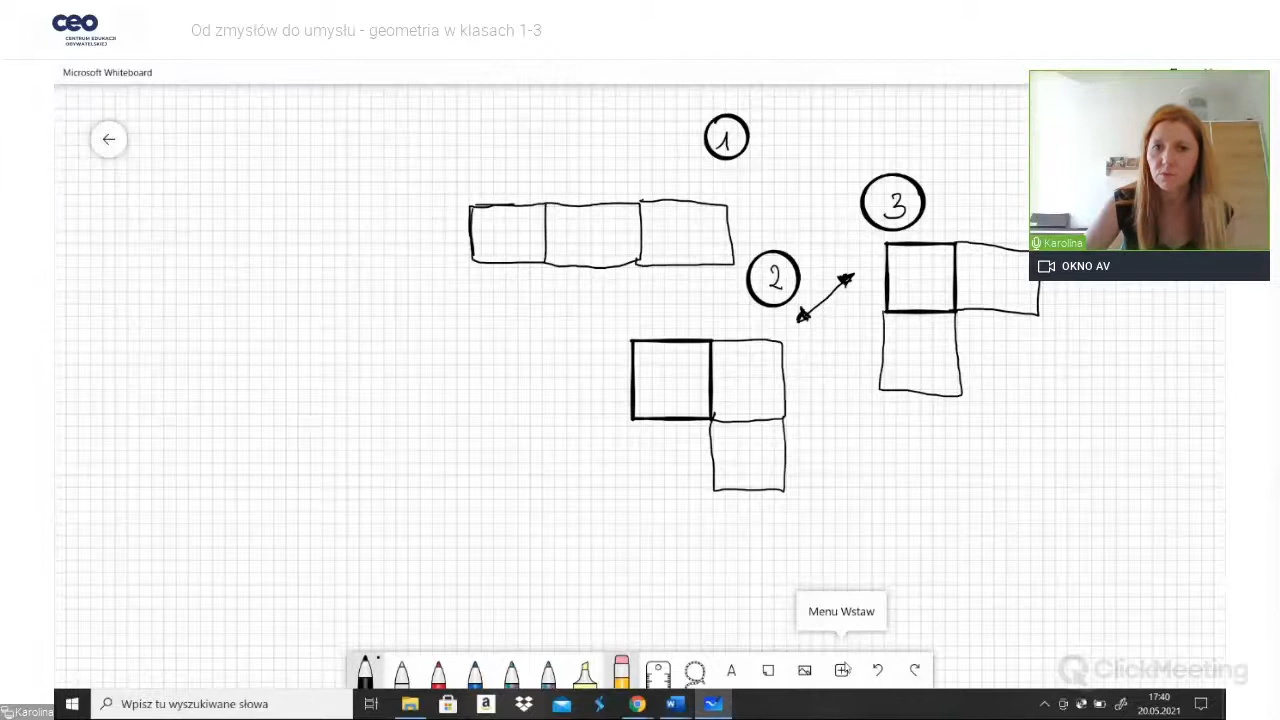 ceo
CENTRUM EDUKACJI
OBYWATELSKIEJ
Od zmysłów do umysłu - geometria w klasach 1-3
Microsoft Whiteboard
1
3
2
Karolina
OKNO AV
Menu Wstaw
A
ClickMeeting
Wpisz tu wyszukiwane słowa
17:40
20.05.2021
Karolina